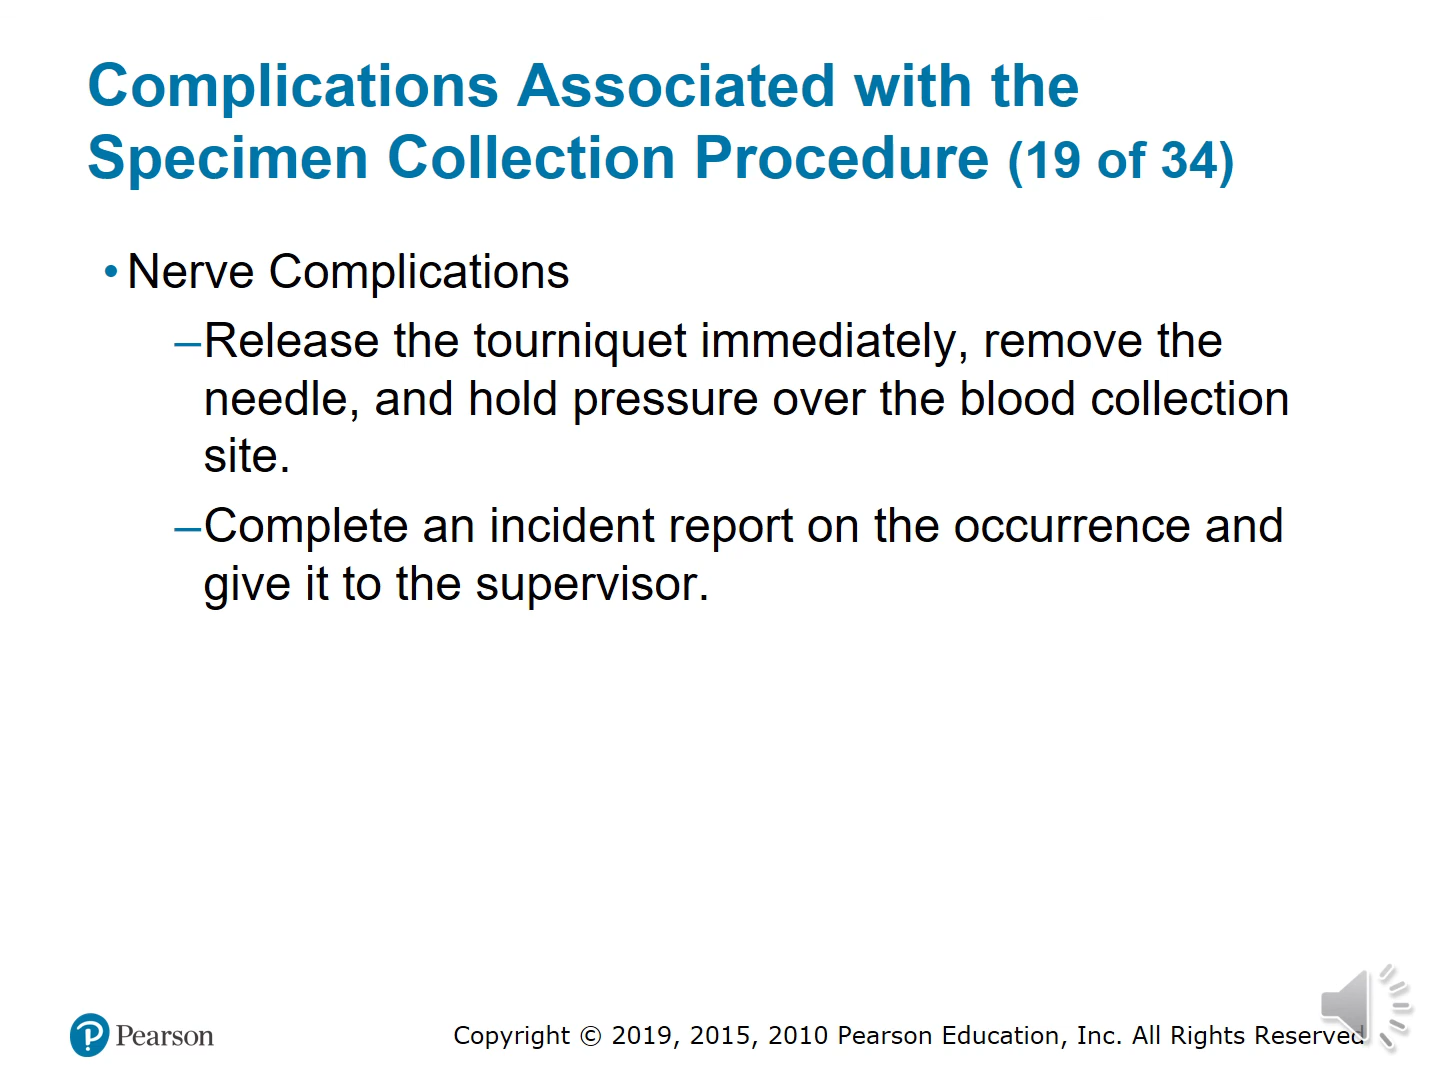 Complications Associated with the
Specimen Collection Procedure (19 of 34)
• Nerve Complications
–Release the tourniquet immediately, remove the
needle, and hold pressure over the blood collection
site.
–Complete an incident report on the occurrence and
give it to the supervisor.
Pearson
Copyright © 2019, 2015, 2010 Pearson Education, Inc. All Rights Reserved